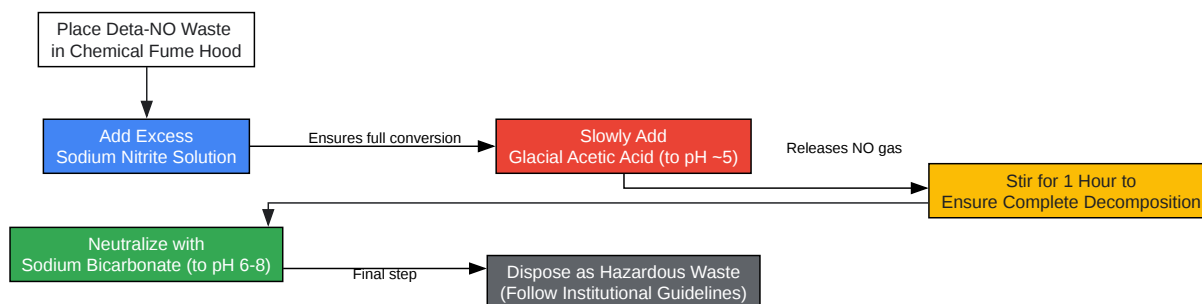 Place Deta-NO Waste
in Chemical Fume Hood
Add Excess
Sodium Nitrite Solution
Ensures full conversion
Slowly Add
Glacial Acetic Acid (to pH ~5)
Releases NO gas
Stir for 1 Hour to
Ensure Complete Decomposition
Neutralize with
Sodium Bicarbonate (to pH 6-8)
Final step
Dispose as Hazardous Waste
(Follow Institutional Guidelines)